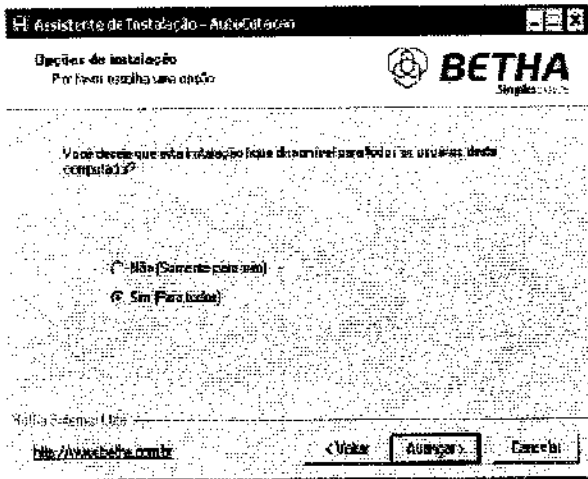 Assistente de Instalação - AutoCotacao
Opções de instalação
Por favor escolha uma opção
BETHA
Simples
Você deseja que esta instalação fique disponível para todos os usuários deste
computador?
Não (Somente para mim)
Sim (Para todos)
Betha Sistemas Ltda
http://www.betha.com.br
< Voltar
Avançar >
Cancelar